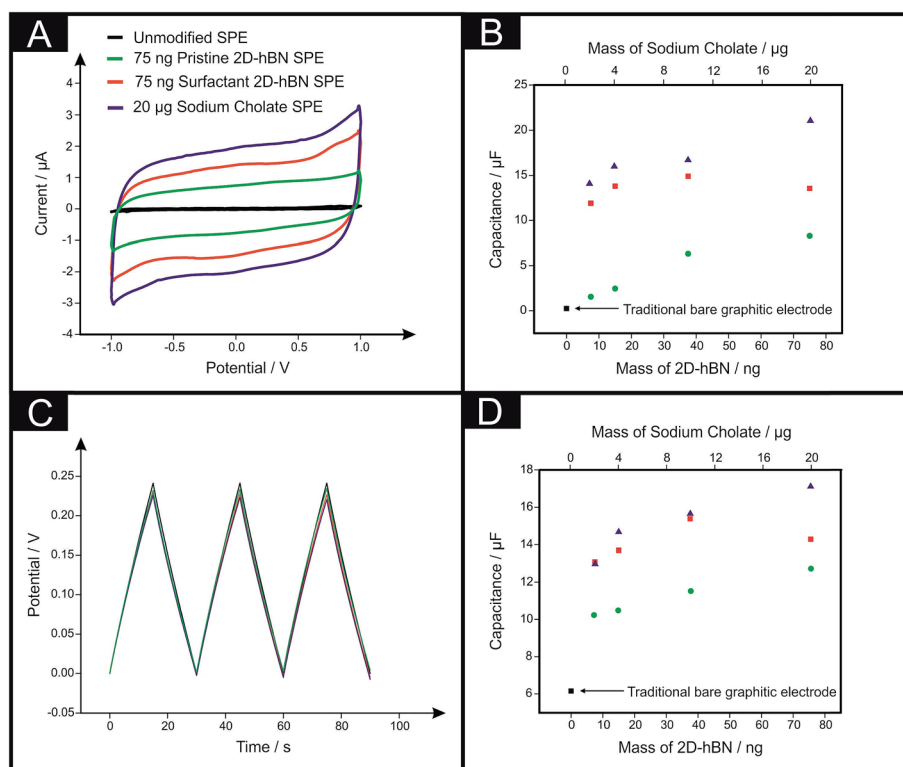 A
Unmodified SPE
75 ng Pristine 2D-hBN SPE
75 ng Surfactant 2D-hBN SPE
20 µg Sodium Cholate SPE
Current / µA
4
3
2
1
0
-1
-2
-3
-4
-1.0 -0.5 0.0 0.5 1.0
Potential / V
B
Mass of Sodium Cholate / µg
0 4 8 12 16 20
Capacitance / µF
25
20
15
10
5
0
Traditional bare graphitic electrode
0 10 20 30 40 50 60 70 80
Mass of 2D-hBN / ng
C
Potential / V
0.25
0.20
0.15
0.10
0.05
0.00
-0.05
0 20 40 60 80 100
Time / s
D
Mass of Sodium Cholate / µg
0 4 8 12 16 20
Capacitance / µF
18
16
14
12
10
8
6
Traditional bare graphitic electrode
0 10 20 30 40 50 60 70 80
Mass of 2D-hBN / ng